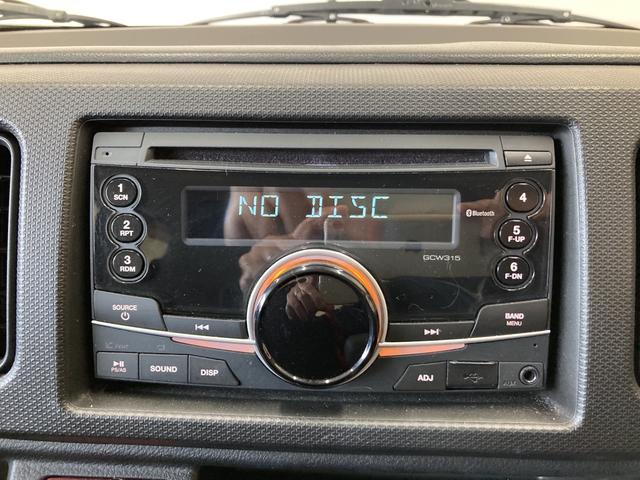 NO DISC
Bluetooth
GCW315
1
SCN
2
RPT
3
RDM
4
5
F-UP
6
F-DN
SOURCE
BAND
MENU
PS/AS
SOUND
DISP
ADJ
AUX